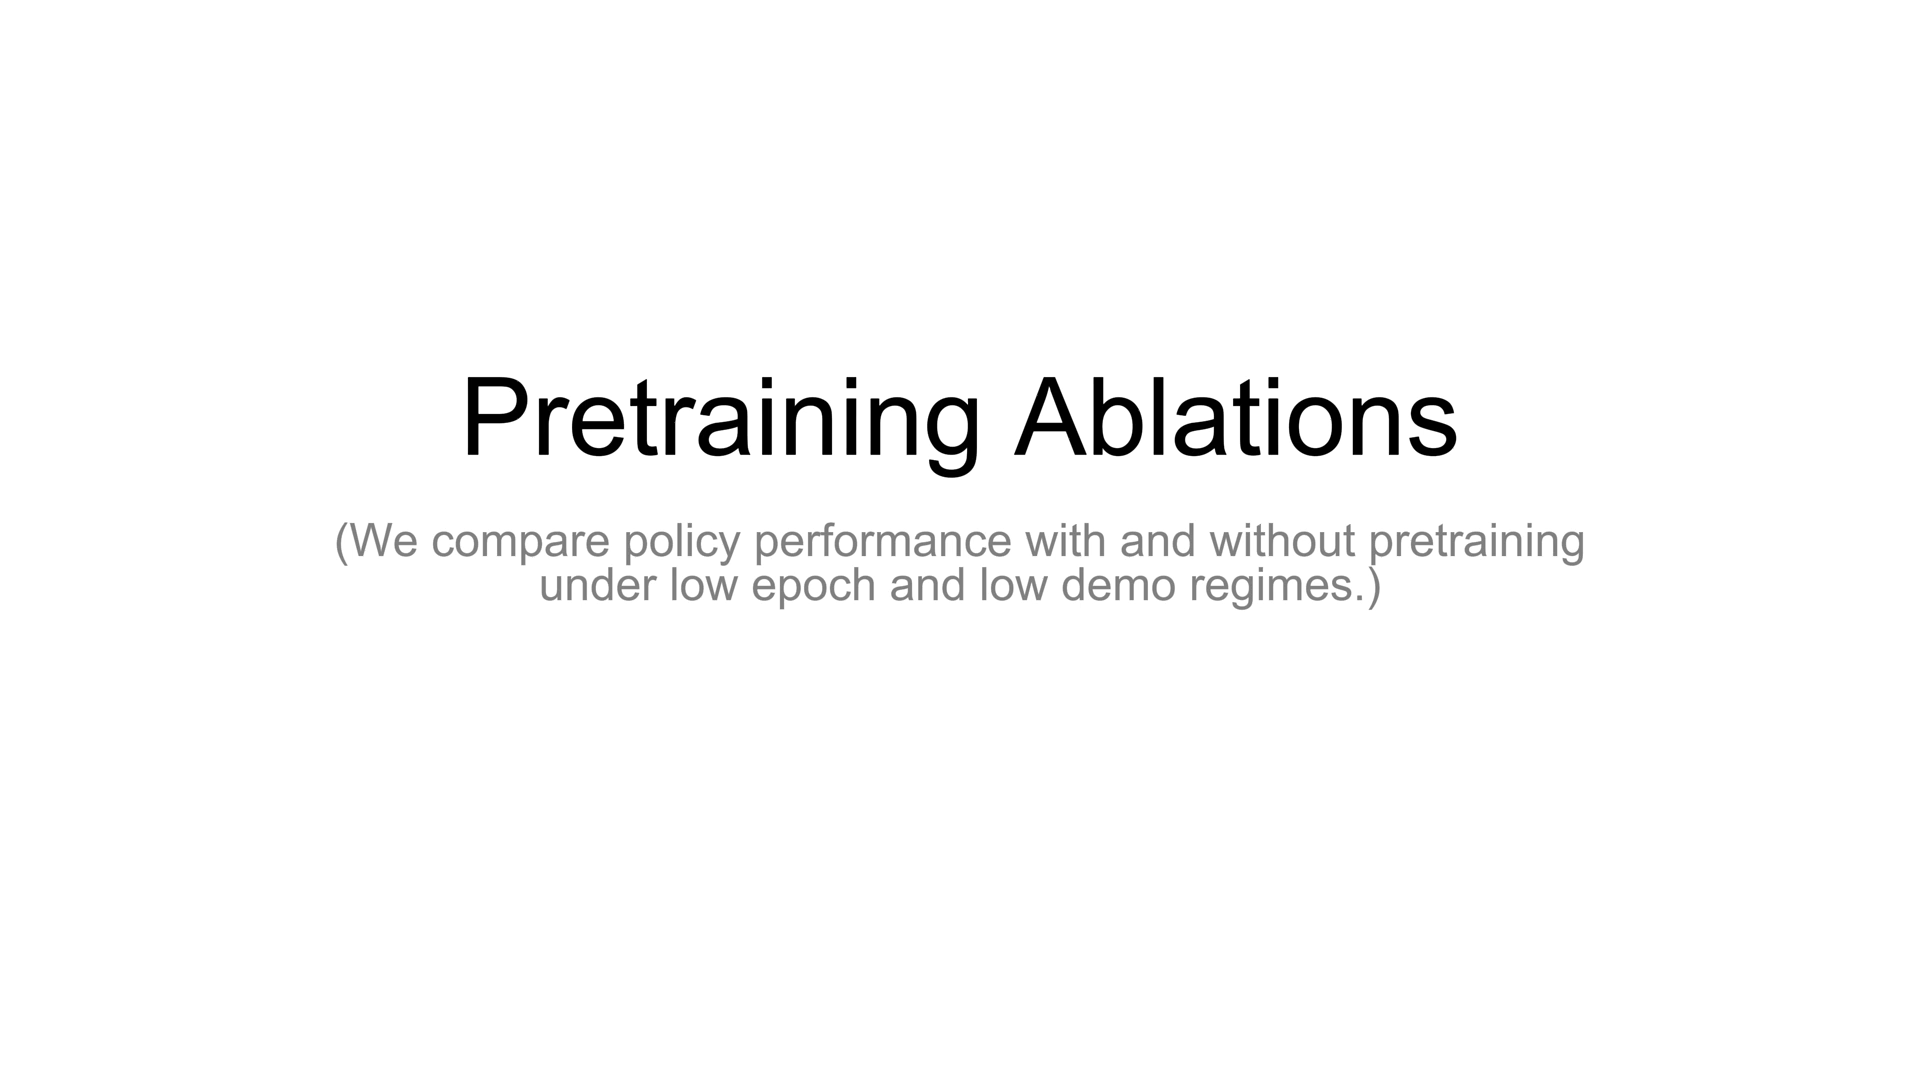 Pretraining Ablations
(We compare policy performance with and without pretraining
under low epoch and low demo regimes.)